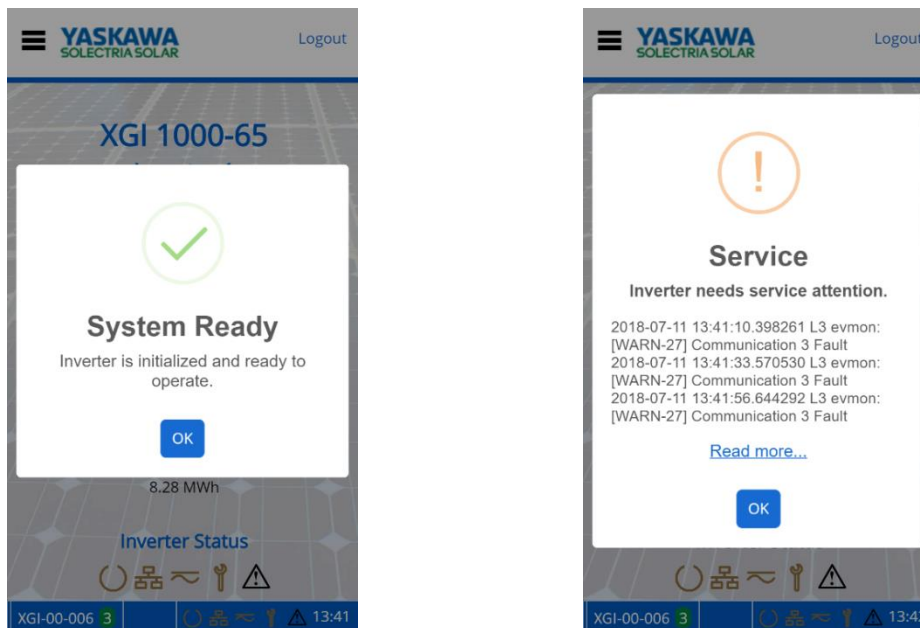 YASKAWA
SOLECTRIA SOLAR
Logout
XGI 1000-65
System Ready
Inverter is initialized and ready to
operate.
OK
8.28 MWh
Inverter Status
XGI-00-006 3
13:41
YASKAWA
SOLECTRIA SOLAR
Logout
Service
Inverter needs service attention.
2018-07-11 13:41:10.398261 L3 evmon:
[WARN-27] Communication 3 Fault
2018-07-11 13:41:33.570530 L3 evmon:
[WARN-27] Communication 3 Fault
2018-07-11 13:41:56.644292 L3 evmon:
[WARN-27] Communication 3 Fault
Read more...
OK
XGI-00-006 3